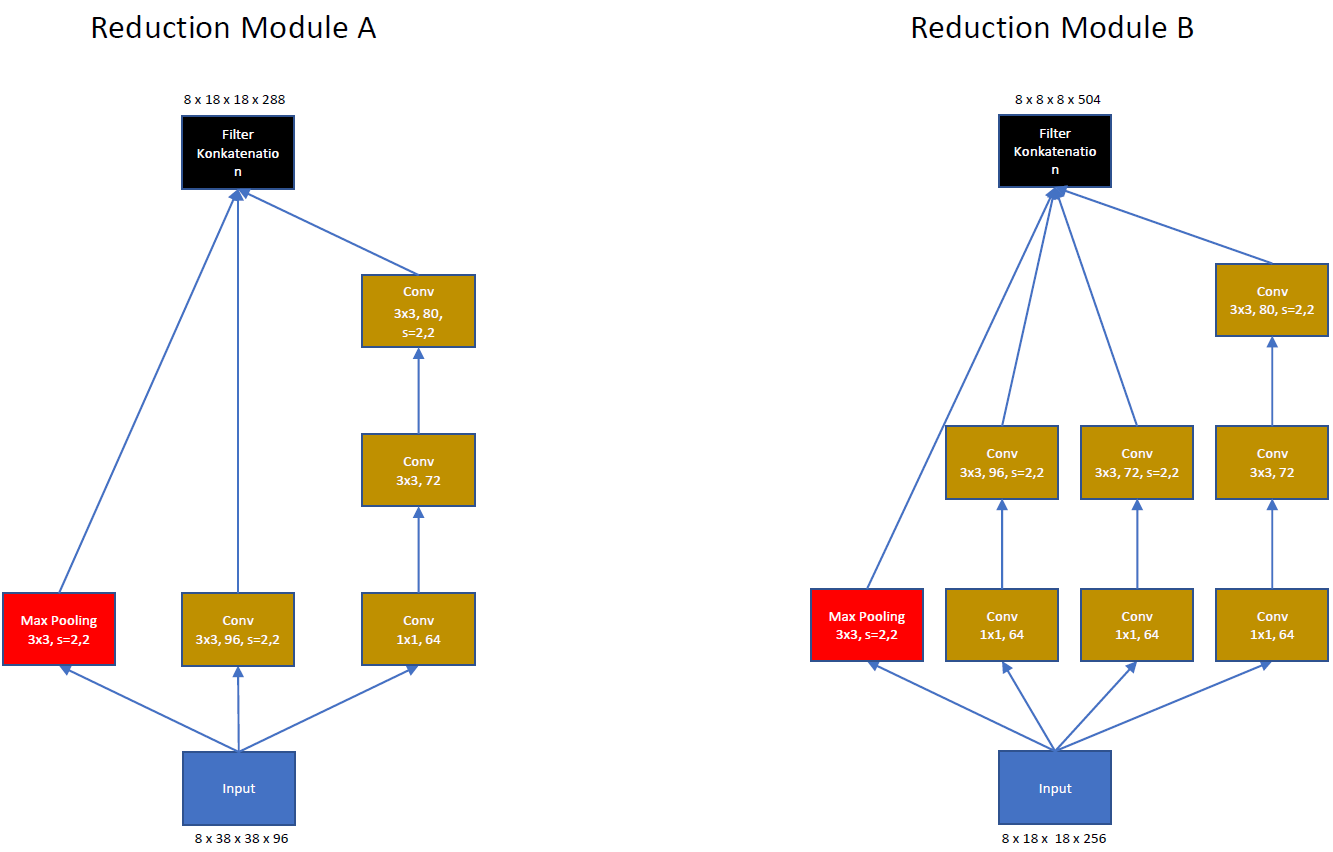 Reduction Module A
8 x 18 x 18 x 288
Filter
Konkatenatio
n
Conv
3x3, 80,
s=2,2
Conv
3x3, 72
Max Pooling
3x3, s=2,2
Conv
3x3, 96, s=2,2
Conv
1x1, 64
Input
8 x 38 x 38 x 96
Reduction Module B
8 x 8 x 8 x 504
Filter
Konkatenatio
n
Conv
3x3, 80, s=2,2
Conv
3x3, 96, s=2,2
Conv
3x3, 72, s=2,2
Conv
3x3, 72
Max Pooling
3x3, s=2,2
Conv
1x1, 64
Conv
1x1, 64
Conv
1x1, 64
Input
8 x 18 x  18 x 256